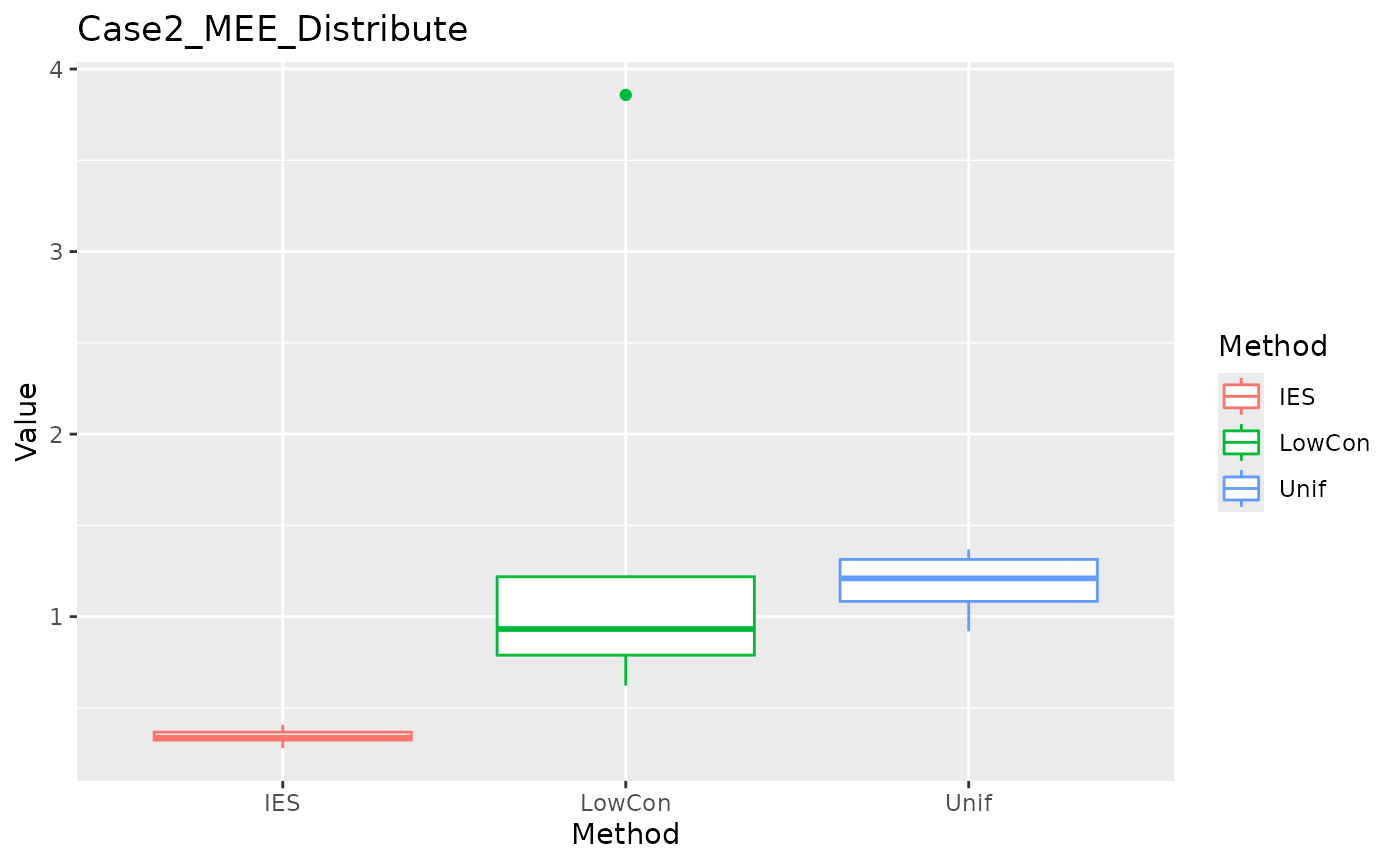 Case2_MEE_Distribute
4
3
2
1
Value
IES
LowCon
Unif
Method
Method
IES
LowCon
Unif